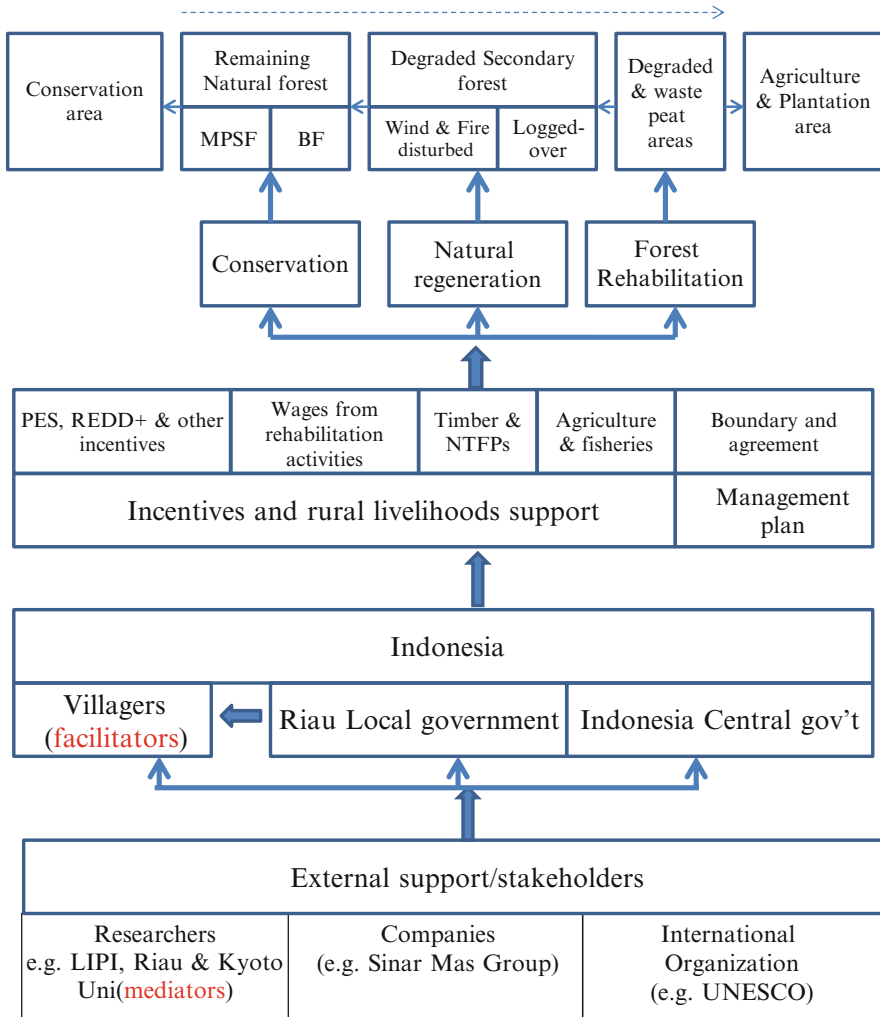 Conservation
area
Remaining
Natural forest
MPSF
BF
Degraded Secondary
forest
Wind & Fire
disturbed
Logged-
over
Degraded
& waste
peat
areas
Agriculture
& Plantation
area
Conservation
Natural
regeneration
Forest
Rehabilitation
PES, REDD+ & other
incentives
Wages from
rehabilitation
activities
Timber &
NTFPs
Agriculture
& fisheries
Boundary and
agreement
Incentives and rural livelihoods support
Management
plan
Indonesia
Villagers
(facilitators)
Riau Local government
Indonesia Central gov't
External support/stakeholders
Researchers
e.g. LIPI, Riau & Kyoto
Uni(mediators)
Companies
(e.g. Sinar Mas Group)
International
Organization
(e.g. UNESCO)